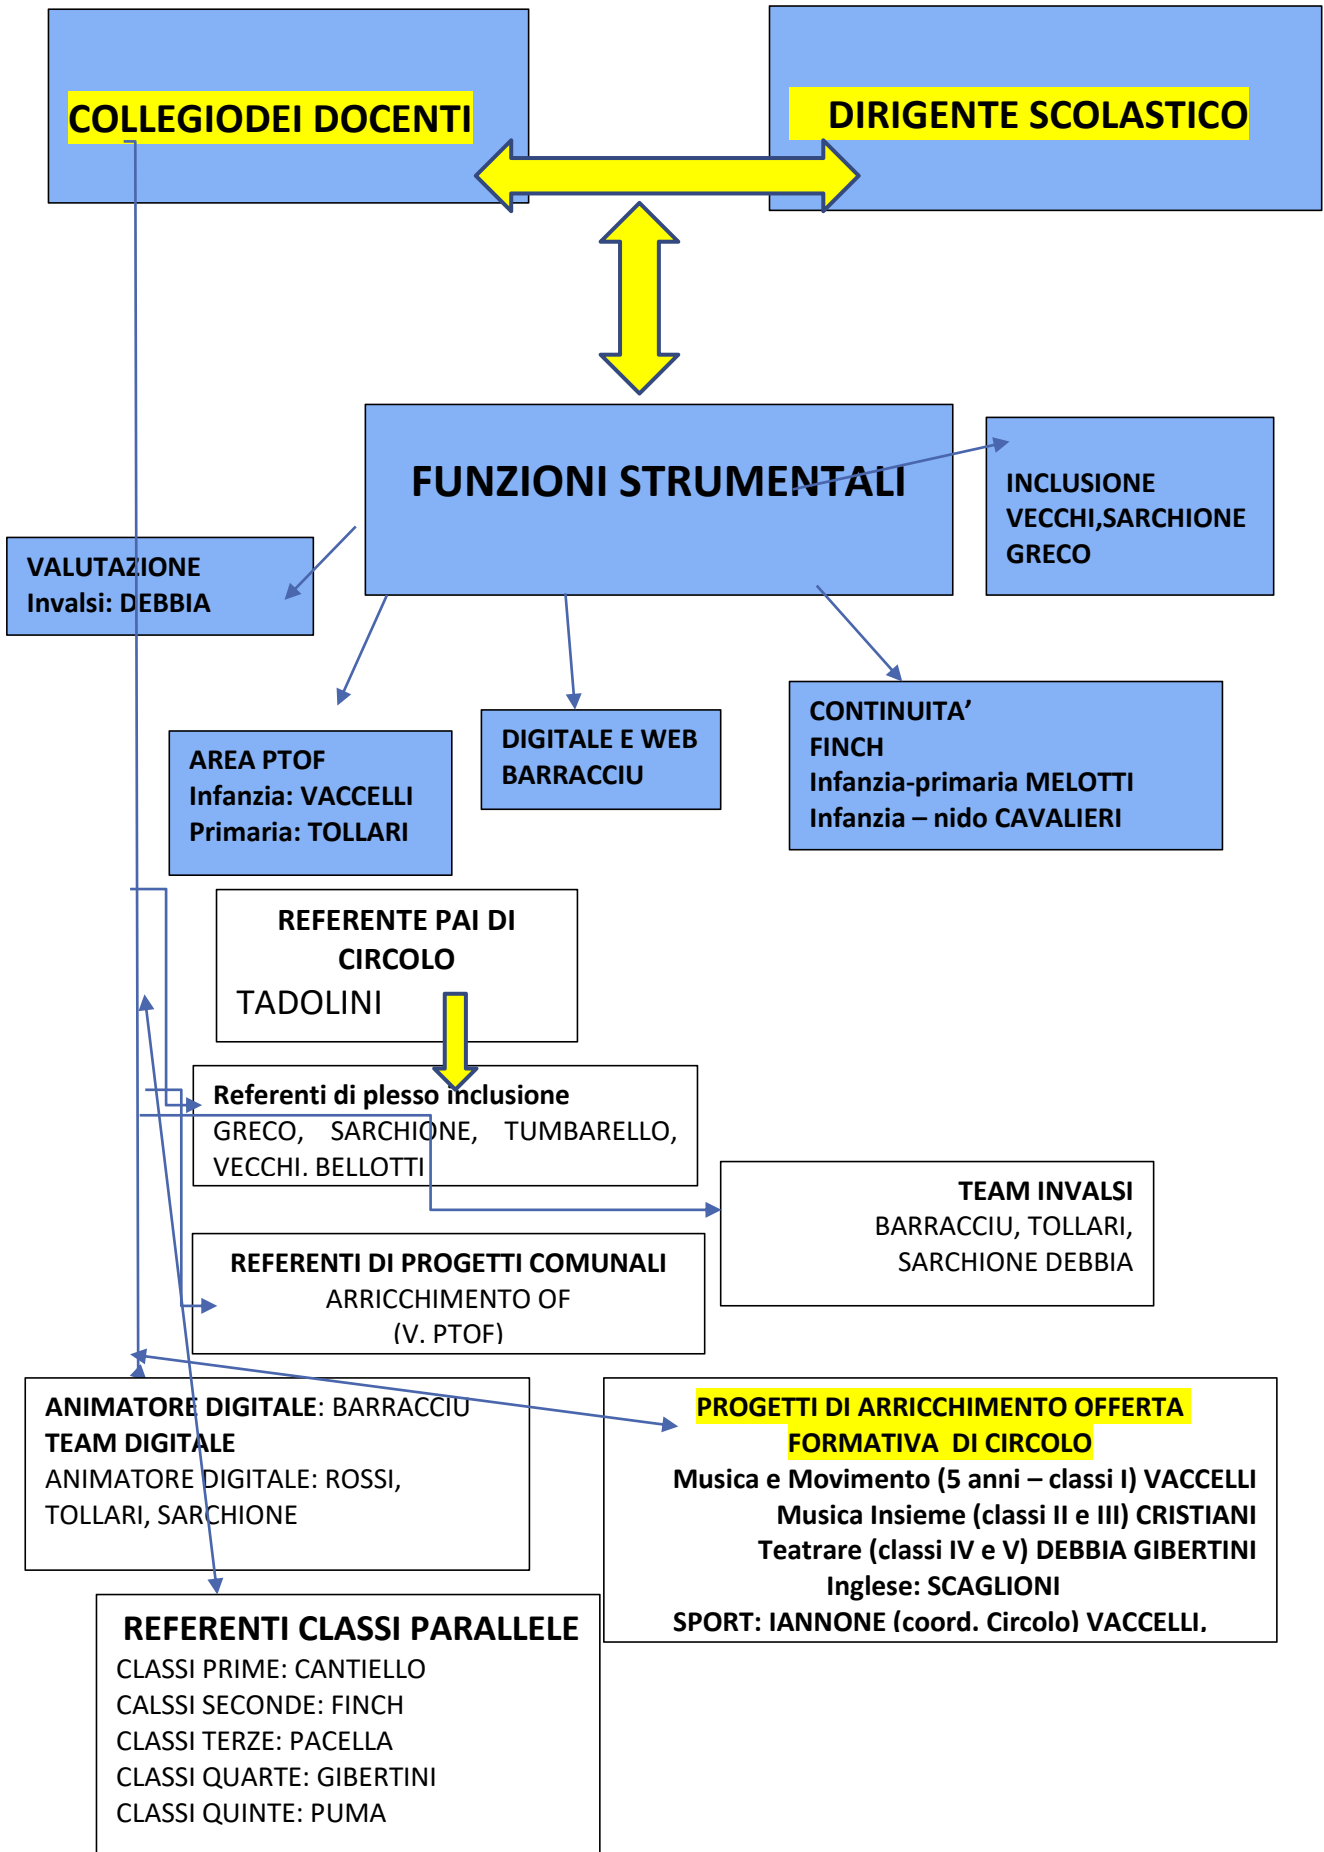 COLLEGIODEI DOCENTI
DIRIGENTE SCOLASTICO
FUNZIONI STRUMENTALI
INCLUSIONE
VECCHI,SARCHIONE
GRECO
VALUTAZIONE
Invalsi: DEBBIA
AREA PTOF
Infanzia: VACCELLI
Primaria: TOLLARI
DIGITALE E WEB
BARRACCIU
CONTINUITA’
FINCH
Infanzia-primaria MELOTTI
Infanzia – nido CAVALIERI
REFERENTE PAI DI
CIRCOLO
TADOLINI
Referenti di plesso inclusione
GRECO, SARCHIONE, TUMBARELLO,
VECCHI. BELLOTTI
TEAM INVALSI
BARRACCIU, TOLLARI,
SARCHIONE DEBBIA
REFERENTI DI PROGETTI COMUNALI
ARRICCHIMENTO OF
(V. PTOF)
ANIMATORE DIGITALE: BARRACCIU
TEAM DIGITALE
ANIMATORE DIGITALE: ROSSI,
TOLLARI, SARCHIONE
PROGETTI DI ARRICCHIMENTO OFFERTA
FORMATIVA DI CIRCOLO
Musica e Movimento (5 anni – classi I) VACCELLI
Musica Insieme (classi II e III) CRISTIANI
Teatrare (classi IV e V) DEBBIA GIBERTINI
Inglese: SCAGLIONI
SPORT: IANNONE (coord. Circolo) VACCELLI,
REFERENTI CLASSI PARALLELE
CLASSI PRIME: CANTIELLO
CALSSI SECONDE: FINCH
CLASSI TERZE: PACELLA
CLASSI QUARTE: GIBERTINI
CLASSI QUINTE: PUMA